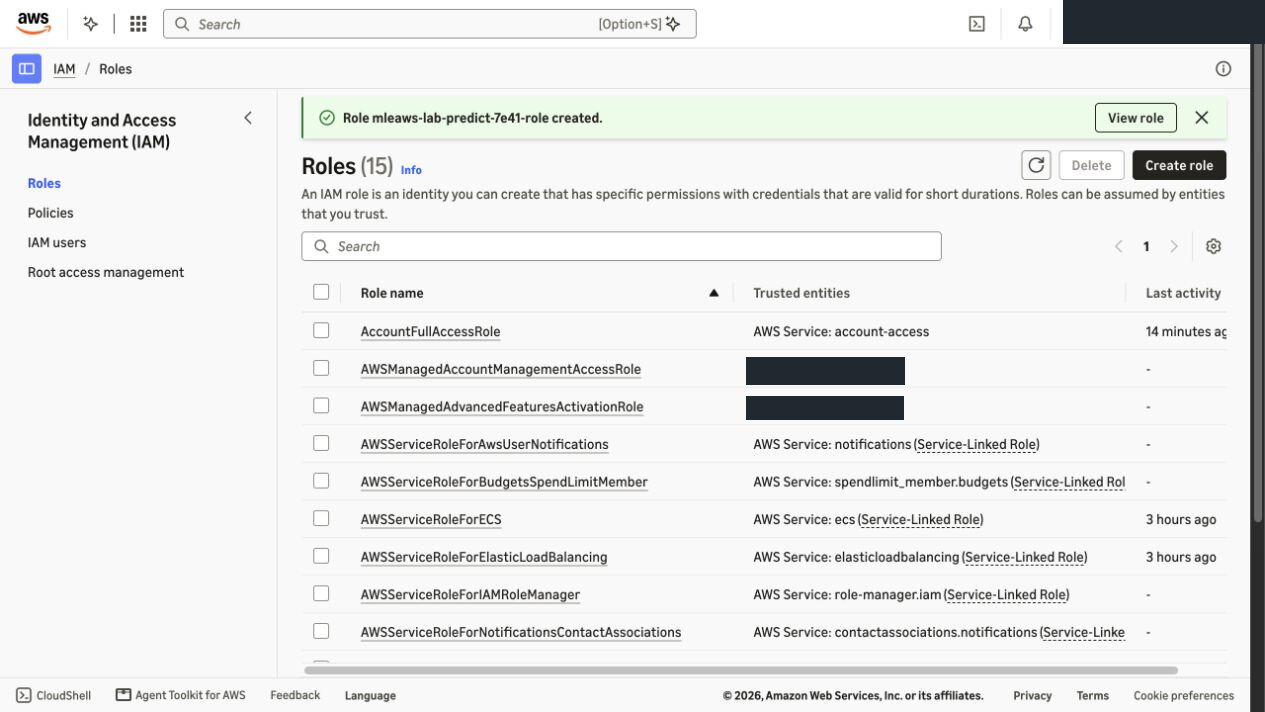 aws
Search
[Option+S]
IAM / Roles
Identity and Access
Management (IAM)
Roles
Policies
IAM users
Root access management
Role mleaws-lab-predict-7e41-role created.
View role
Roles (15) Info
Delete
Create role
An IAM role is an identity you can create that has specific permissions with credentials that are valid for short durations. Roles can be assumed by entities
that you trust.
Search
1
Role name Trusted entities Last activity
AccountFullAccessRole AWS Service: account-access 14 minutes ag
AWSManagedAccountManagementAccessRole -
AWSManagedAdvancedFeaturesActivationRole -
AWSServiceRoleForAwsUserNotifications AWS Service: notifications (Service-Linked Role) -
AWSServiceRoleForBudgetsSpendLimitMember AWS Service: spendlimit_member.budgets (Service-Linked Rol -
AWSServiceRoleForECS AWS Service: ecs (Service-Linked Role) 3 hours ago
AWSServiceRoleForElasticLoadBalancing AWS Service: elasticloadbalancing (Service-Linked Role) 3 hours ago
AWSServiceRoleForIAMRoleManager AWS Service: role-manager.iam (Service-Linked Role) -
AWSServiceRoleForNotificationsContactAssociations AWS Service: contactassociations.notifications (Service-Linke -
CloudShell Agent Toolkit for AWS Feedback Language © 2026, Amazon Web Services, Inc. or its affiliates. Privacy Terms Cookie preferences